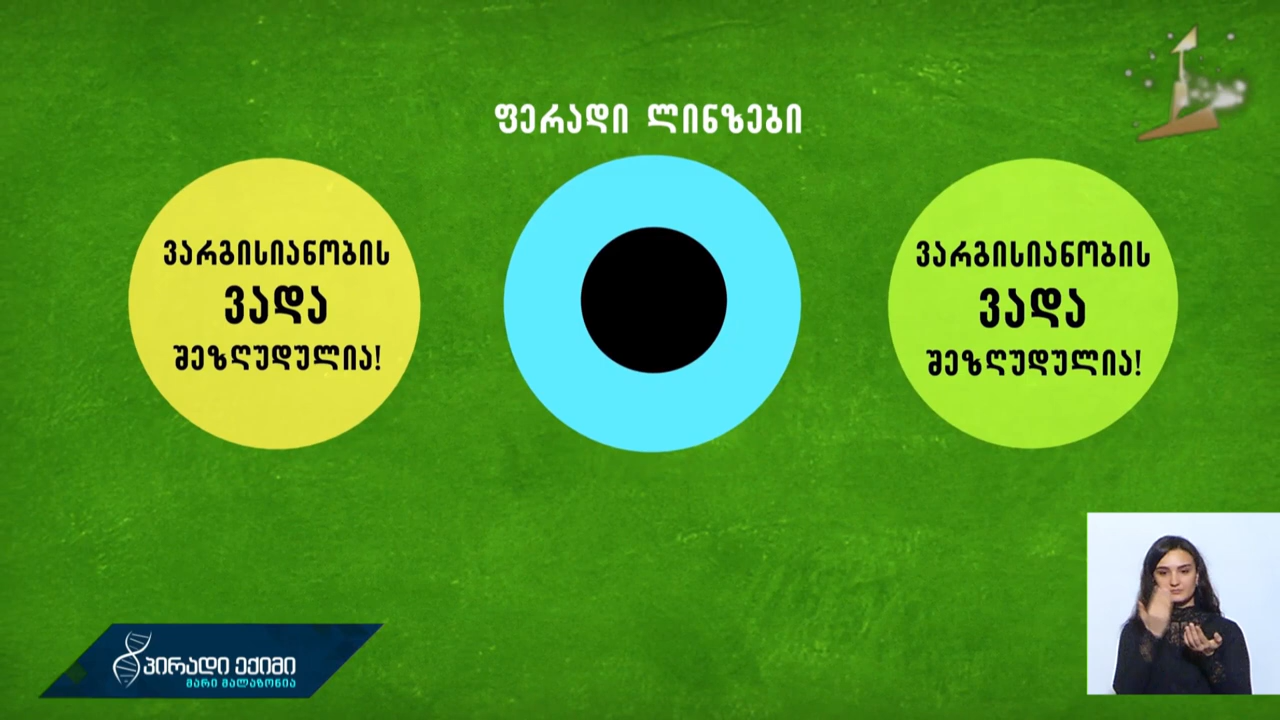 ფერადი ლინზები
ვარგისიანობის
ვადა
შეზღუდულია!
ვარგისიანობის
ვადა
შეზღუდულია!
პირადი ექიმი
მარი მალაზონია